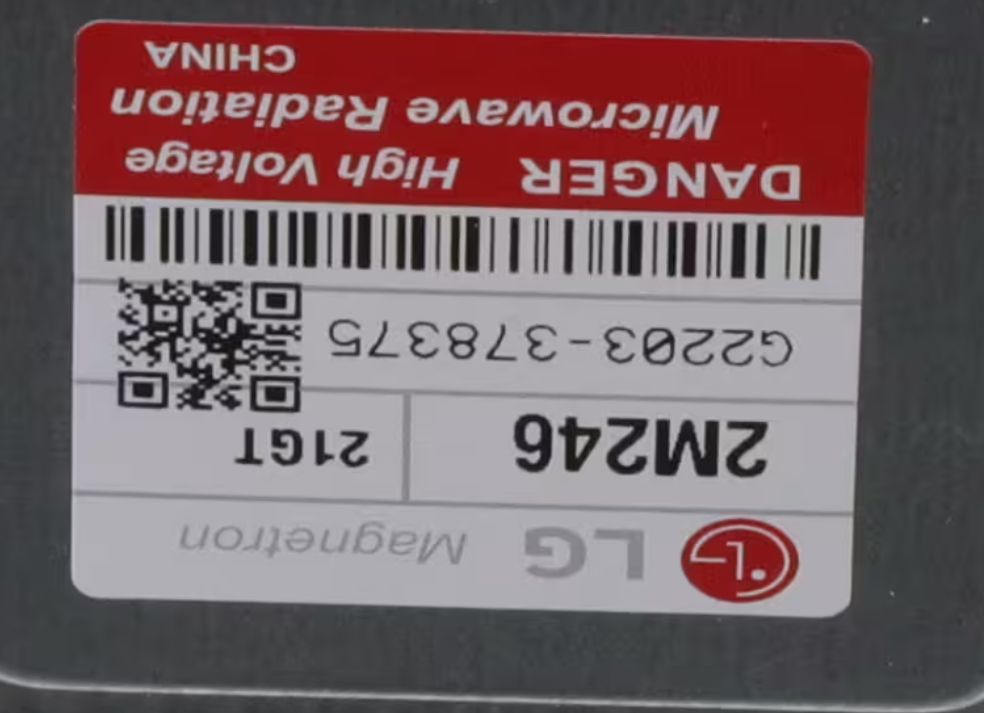 LG Magnetron
2M246 21GT
G2203-378375
DANGER High Voltage
Microwave Radiation
CHINA